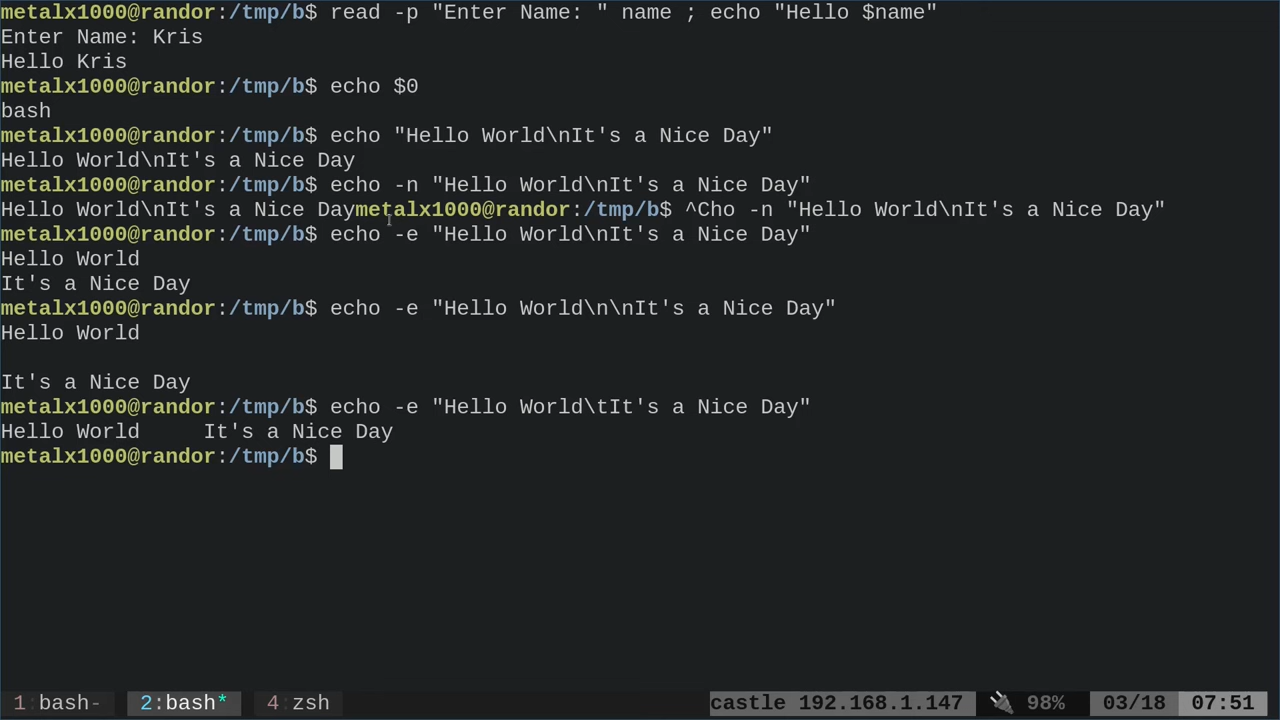 metalx1000@randor:/tmp/b$ read -p "Enter Name: " name ; echo "Hello $name"
Enter Name: Kris
Hello Kris
metalx1000@randor:/tmp/b$ echo $0
bash
metalx1000@randor:/tmp/b$ echo "Hello World\nIt's a Nice Day"
Hello World\nIt's a Nice Day
metalx1000@randor:/tmp/b$ echo -n "Hello World\nIt's a Nice Day"
Hello World\nIt's a Nice Daymetalx1000@randor:/tmp/b$ ^Cho -n "Hello World\nIt's a Nice Day"
metalx1000@randor:/tmp/b$ echo -e "Hello World\nIt's a Nice Day"
Hello World
It's a Nice Day
metalx1000@randor:/tmp/b$ echo -e "Hello World\n\nIt's a Nice Day"
Hello World
It's a Nice Day
metalx1000@randor:/tmp/b$ echo -e "Hello World\tIt's a Nice Day"
Hello World     It's a Nice Day
metalx1000@randor:/tmp/b$
1:bash- 2:bash* 4:zsh castle 192.168.1.147 98% 03/18 07:51